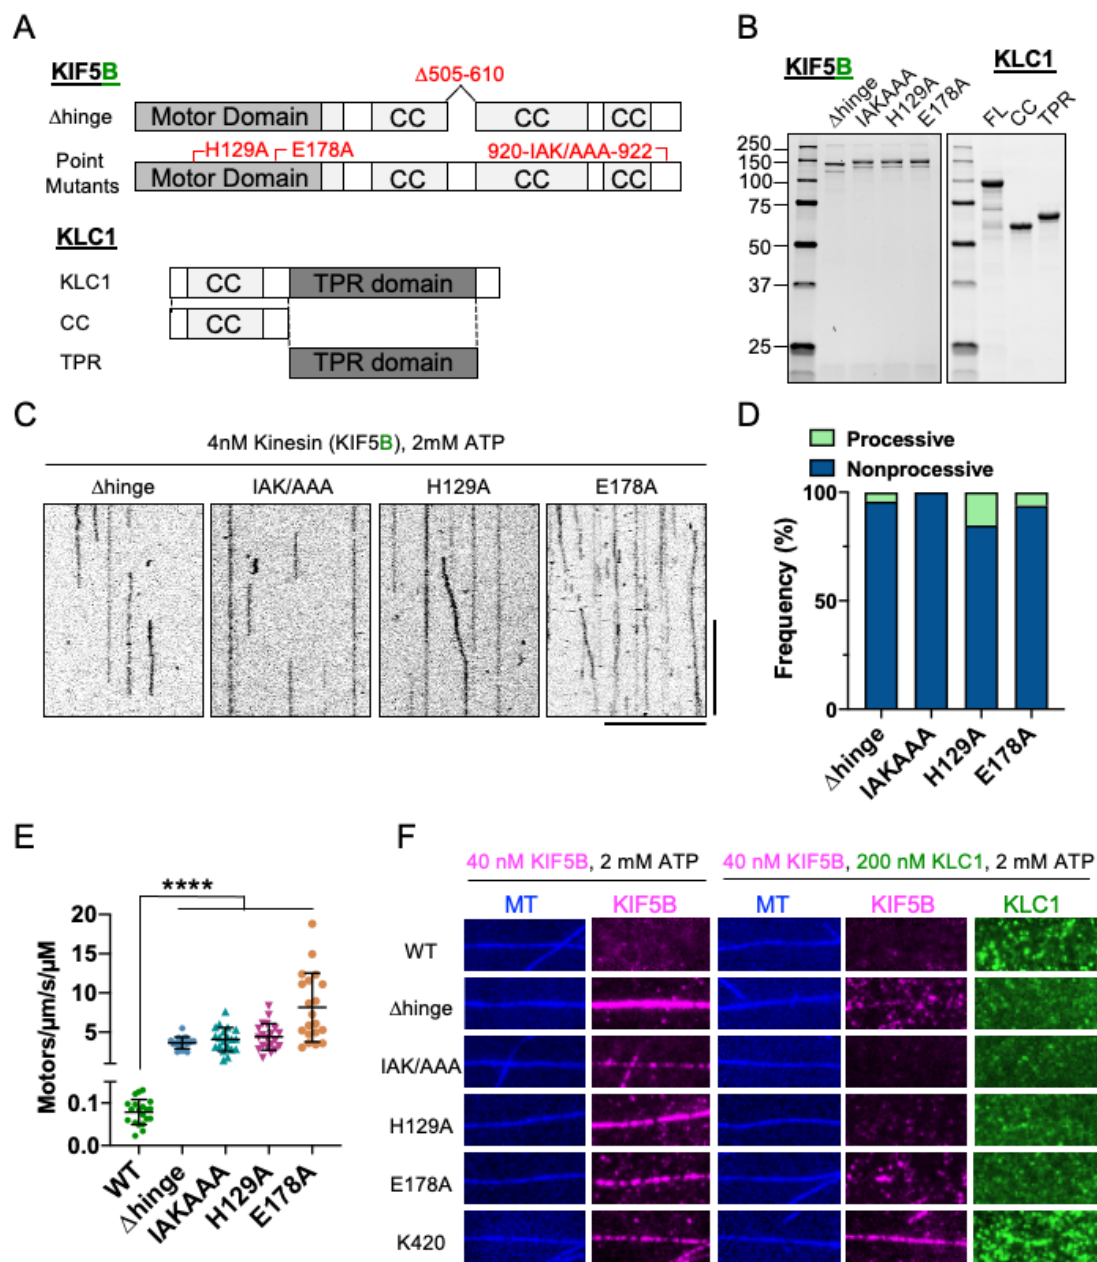 A
KIF5B
Δ505-610
Δhinge
Motor Domain
CC
CC
CC
H129A
E178A
920-IAK/AAA-922
Point
Mutants
Motor Domain
CC
CC
CC
KLC1
KLC1
CC
TPR domain
CC
CC
TPR
TPR domain
B
KIF5B
KLC1
Δhinge
IAKAAA
H129A
E178A
FL
CC
TPR
250
150
100
75
50
37
25
C
4nM Kinesin (KIF5B), 2mM ATP
Δhinge
IAK/AAA
H129A
E178A
D
Processive
Nonprocessive
Frequency (%)
100
50
0
Δhinge
IAKAAA
H129A
E178A
E
****
Motors/μm/s/μM
20
15
10
5
0.1
0.0
WT
Δhinge
IAKAAA
H129A
E178A
F
40 nM KIF5B, 2 mM ATP
40 nM KIF5B, 200 nM KLC1, 2 mM ATP
MT
KIF5B
MT
KIF5B
KLC1
WT
Δhinge
IAK/AAA
H129A
E178A
K420